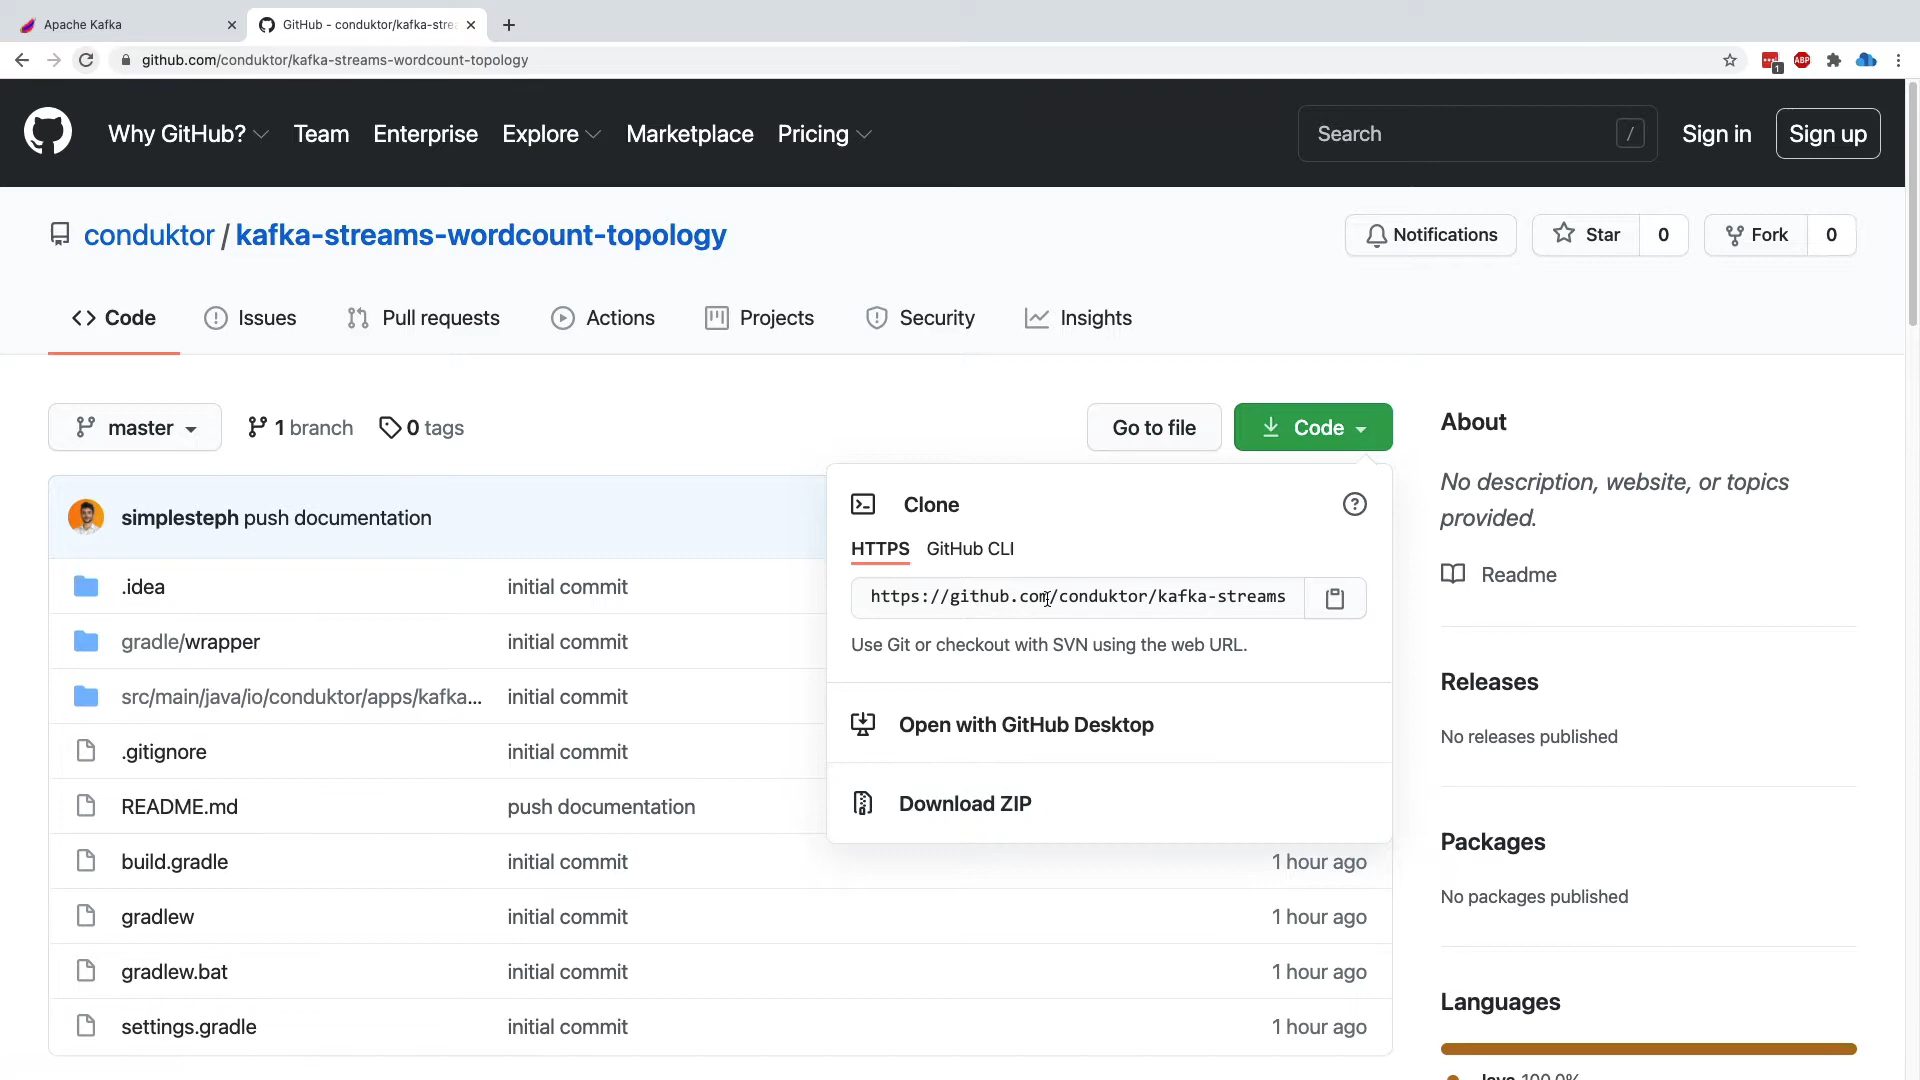 Apache Kafka
GitHub - conduktor/kafka-stre
github.com/conduktor/kafka-streams-wordcount-topology
1
ABP
Why GitHub? Team Enterprise Explore Marketplace Pricing
Search /
Sign in
Sign up
conduktor / kafka-streams-wordcount-topology
Notifications
Star 0
Fork 0
Code
Issues
Pull requests
Actions
Projects
Security
Insights
master
1 branch
0 tags
Go to file
Code
simplesteph push documentation
.idea initial commit
gradle/wrapper initial commit
src/main/java/io/conduktor/apps/kafka... initial commit
.gitignore initial commit
README.md push documentation
build.gradle initial commit 1 hour ago
gradlew initial commit 1 hour ago
gradlew.bat initial commit 1 hour ago
settings.gradle initial commit 1 hour ago
Clone
HTTPS GitHub CLI
https://github.com/conduktor/kafka-streams
Use Git or checkout with SVN using the web URL.
Open with GitHub Desktop
Download ZIP
About
No description, website, or topics
provided.
Readme
Releases
No releases published
Packages
No packages published
Languages
Java 100.0%